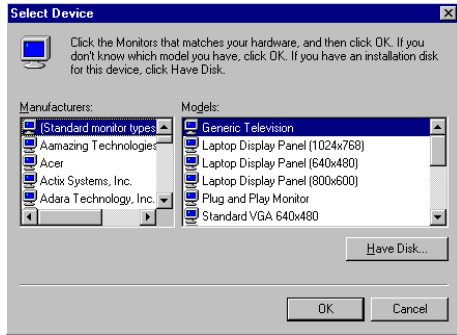 Select Device
Click the Monitors that matches your hardware, and then click OK. If you
don't know which model you have, click OK. If you have an installation disk
for this device, click Have Disk.
Manufacturers:
(Standard monitor types
Aamazing Technologies
Acer
Actix Systems, Inc.
Adara Technology, Inc.
Models:
Generic Television
Laptop Display Panel (1024x768)
Laptop Display Panel (640x480)
Laptop Display Panel (800x600)
Plug and Play Monitor
Standard VGA 640x480
Have Disk...
OK
Cancel